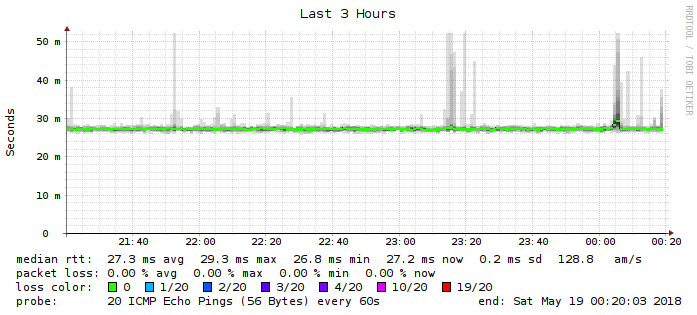 Last 3 Hours
RRDTOOL / TOBI OETIKER
Seconds
50 m
40 m
30 m
20 m
10 m
0
21:40 22:00 22:20 22:40 23:00 23:20 23:40 00:00 00:20
median rtt: 27.3 ms avg 29.3 ms max 26.8 ms min 27.2 ms now 0.2 ms sd 128.8 am/s
packet loss: 0.00 % avg 0.00 % max 0.00 % min 0.00 % now
loss color: 0 1/20 2/20 3/20 4/20 10/20 19/20
probe: 20 ICMP Echo Pings (56 Bytes) every 60s end: Sat May 19 00:20:03 2018